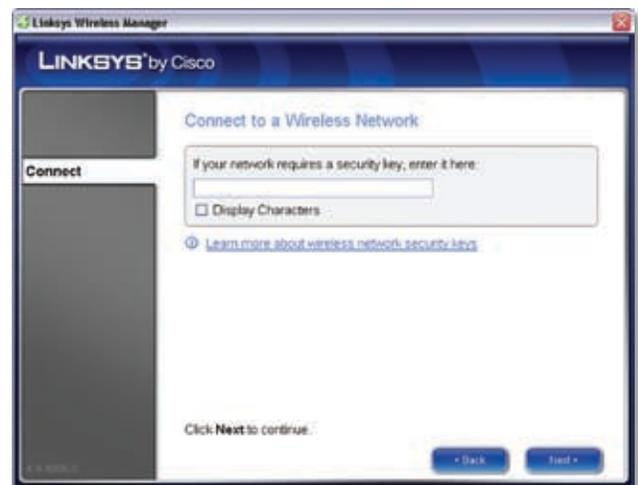 Linksys Wireless Manager
LINKSYS® by Cisco
Connect to a Wireless Network
Connect
If your network requires a security key, enter it here:
Display Characters
Learn more about wireless network security keys
Click Next to continue.
Back
Next